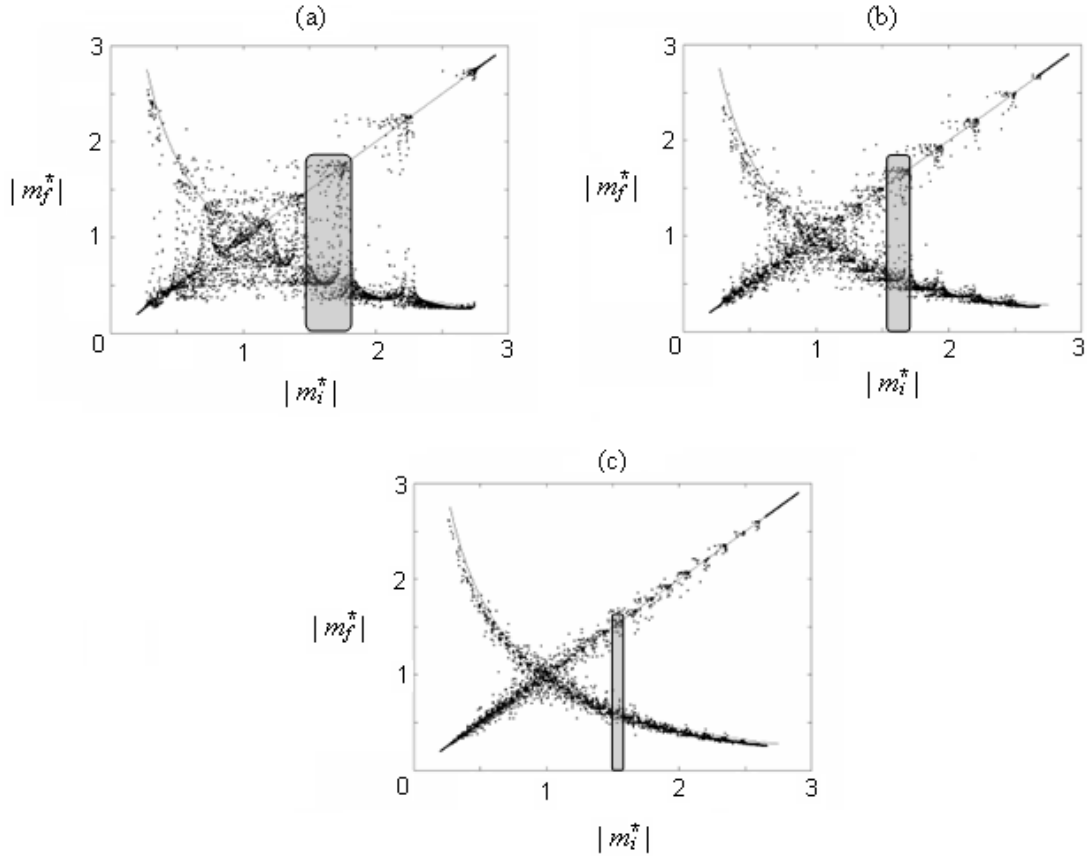 (a)
3
2
1
0
1
2
3
| m_f^* |
| m_i^* |
(b)
3
2
1
0
1
2
3
| m_f^* |
| m_i^* |
(c)
3
2
1
0
1
2
3
| m_f^* |
| m_i^* |